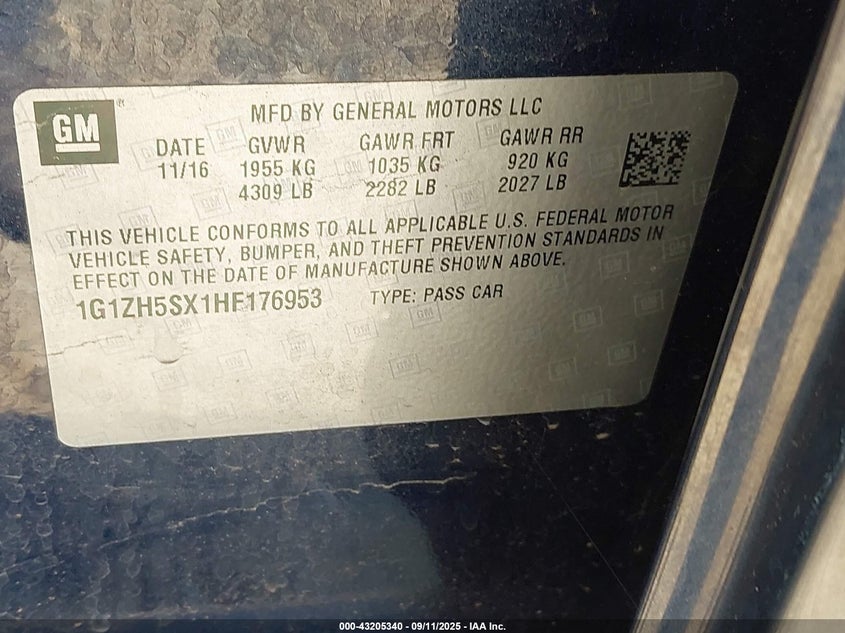 GM
MFD BY GENERAL MOTORS LLC
DATE GVWR GAWR FRT GAWR RR
11/16 1955 KG 1035 KG 920 KG
4309 LB 2282 LB 2027 LB
THIS VEHICLE CONFORMS TO ALL APPLICABLE U.S. FEDERAL MOTOR
VEHICLE SAFETY, BUMPER, AND THEFT PREVENTION STANDARDS IN
EFFECT ON THE DATE OF MANUFACTURE SHOWN ABOVE.
1G1ZH5SX1HF176953 TYPE: PASS CAR
000-43205340 - 09/11/2025 - IAA Inc.